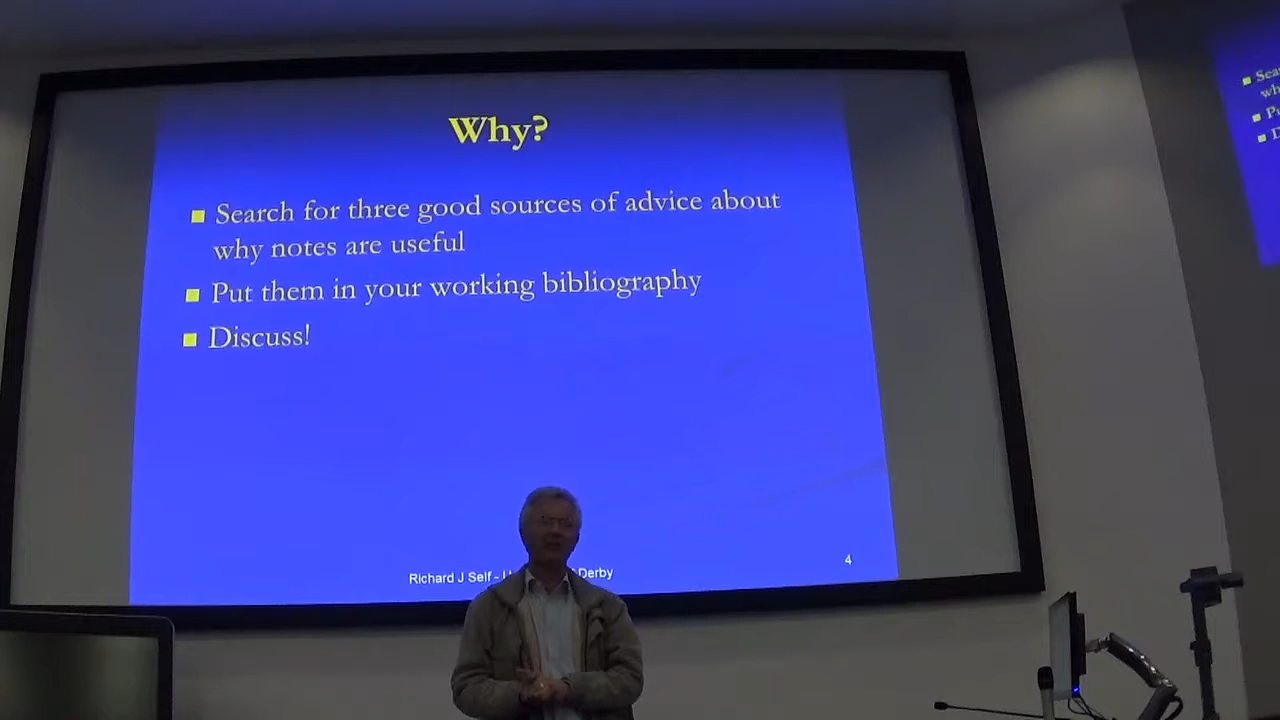 Why?
Search for three good sources of advice about
why notes are useful
Put them in your working bibliography
Discuss!
Richard J Self - Derby
4